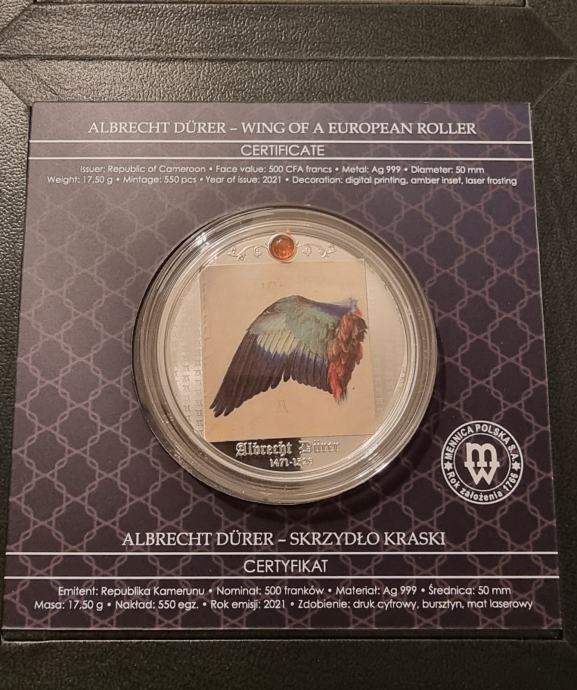 ALBRECHT DÜRER – WING OF A EUROPEAN ROLLER
CERTIFICATE
Issuer: Republic of Cameroon • Face value: 500 CFA francs • Metal: Ag 999 • Diameter: 50 mm
Weight: 17,50 g • Mintage: 550 pcs • Year of issue: 2021 • Decoration: digital printing, amber inset, laser frosting
Albrecht Dürer
1471-1528
MENNICA POLSKA S.A.
Rok założenia 1766
ALBRECHT DÜRER – SKRZYDŁO KRASKI
CERTYFIKAT
Emitent: Republika Kamerunu • Nominał: 500 franków • Materiał: Ag 999 • Średnica: 50 mm
Masa: 17,50 g • Nakład: 550 egz. • Rok emisji: 2021 • Zdobienie: druk cyfrowy, bursztyn, mat laserowy